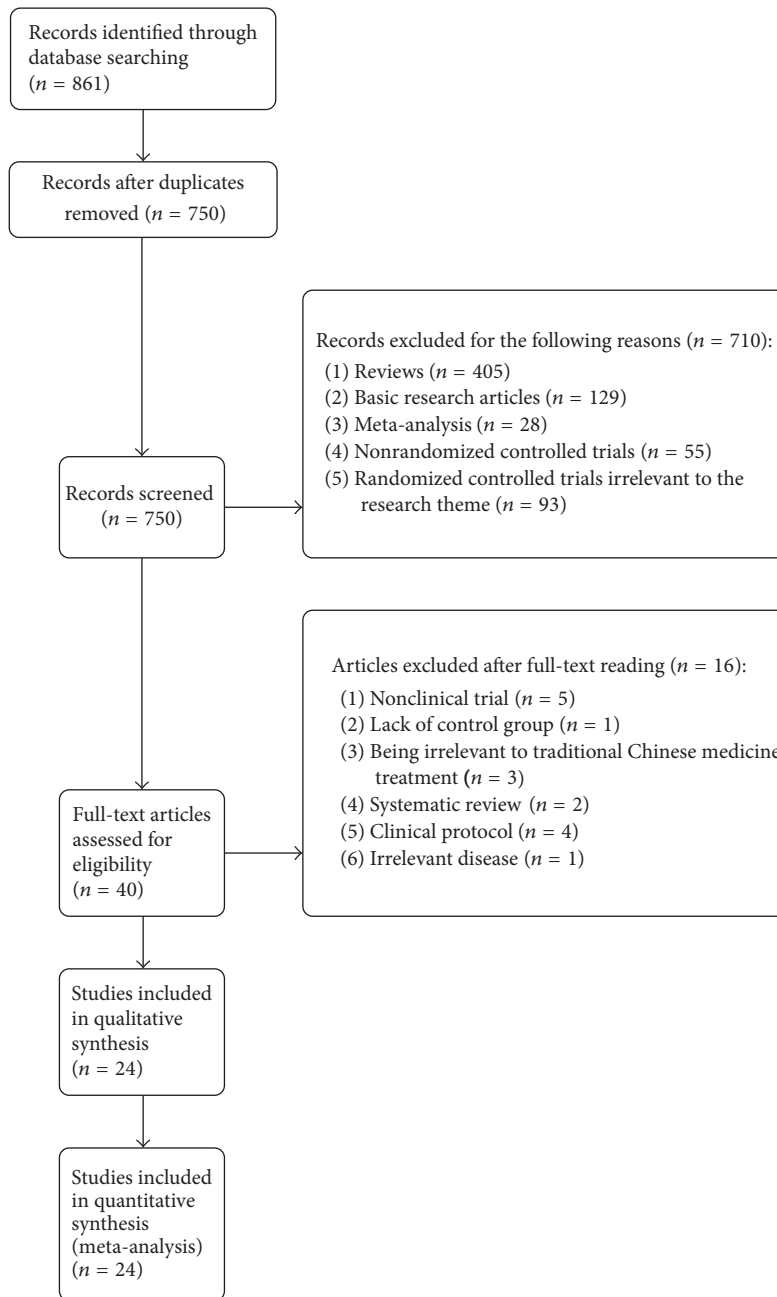 Records identified through
database searching
(n = 861)
Records after duplicates
removed (n = 750)
Records excluded for the following reasons (n = 710):
(1) Reviews (n = 405)
(2) Basic research articles (n = 129)
(3) Meta-analysis (n = 28)
(4) Nonrandomized controlled trials (n = 55)
(5) Randomized controlled trials irrelevant to the
research theme (n = 93)
Records screened
(n = 750)
Articles excluded after full-text reading (n = 16):
(1) Nonclinical trial (n = 5)
(2) Lack of control group (n = 1)
(3) Being irrelevant to traditional Chinese medicine
treatment (n = 3)
(4) Systematic review (n = 2)
(5) Clinical protocol (n = 4)
(6) Irrelevant disease (n = 1)
Full-text articles
assessed for
eligibility
(n = 40)
Studies included
in qualitative
synthesis
(n = 24)
Studies included
in quantitative
synthesis
(meta-analysis)
(n = 24)